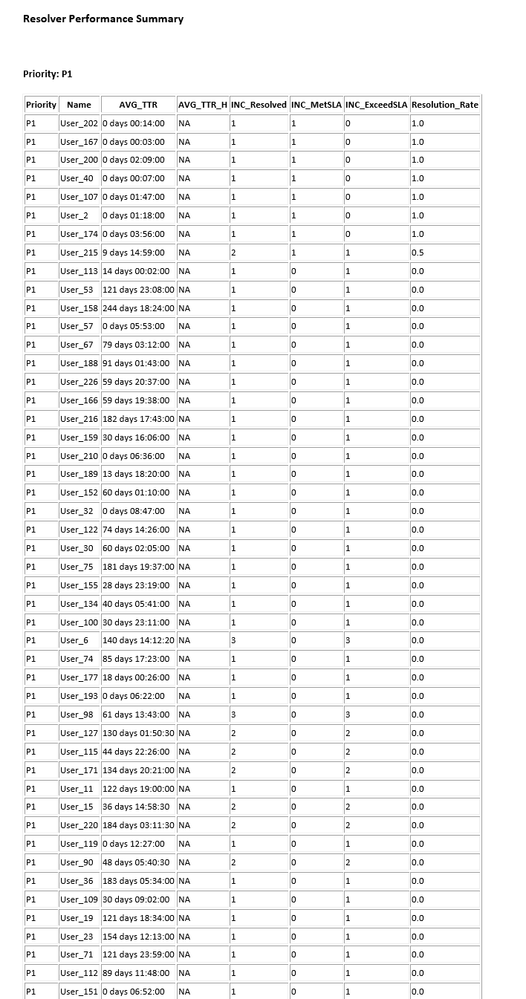 Resolver Performance Summary
Priority: P1
Priority Name AVG_TTR AVG_TTR_H INC_Resolved INC_MetSLA INC_ExceedSLA Resolution_Rate
P1 User_202 0 days 00:14:00 NA 1 1 0 1.0
P1 User_167 0 days 00:03:00 NA 1 1 0 1.0
P1 User_200 0 days 02:09:00 NA 1 1 0 1.0
P1 User_40 0 days 00:07:00 NA 1 1 0 1.0
P1 User_107 0 days 01:47:00 NA 1 1 0 1.0
P1 User_2 0 days 01:18:00 NA 1 1 0 1.0
P1 User_174 0 days 03:56:00 NA 1 1 0 1.0
P1 User_215 9 days 14:59:00 NA 2 1 1 0.5
P1 User_113 14 days 00:02:00 NA 1 0 1 0.0
P1 User_53 121 days 23:08:00 NA 1 0 1 0.0
P1 User_158 244 days 18:24:00 NA 1 0 1 0.0
P1 User_57 0 days 05:53:00 NA 1 0 1 0.0
P1 User_67 79 days 03:12:00 NA 1 0 1 0.0
P1 User_188 91 days 01:43:00 NA 1 0 1 0.0
P1 User_226 59 days 20:37:00 NA 1 0 1 0.0
P1 User_166 59 days 19:38:00 NA 1 0 1 0.0
P1 User_216 182 days 17:43:00 NA 1 0 1 0.0
P1 User_159 30 days 16:06:00 NA 1 0 1 0.0
P1 User_210 0 days 06:36:00 NA 1 0 1 0.0
P1 User_189 13 days 18:20:00 NA 1 0 1 0.0
P1 User_152 60 days 01:10:00 NA 1 0 1 0.0
P1 User_32 0 days 08:47:00 NA 1 0 1 0.0
P1 User_122 74 days 14:26:00 NA 1 0 1 0.0
P1 User_30 60 days 02:05:00 NA 1 0 1 0.0
P1 User_75 181 days 19:37:00 NA 1 0 1 0.0
P1 User_155 28 days 23:19:00 NA 1 0 1 0.0
P1 User_134 40 days 05:41:00 NA 1 0 1 0.0
P1 User_100 30 days 23:11:00 NA 1 0 1 0.0
P1 User_6 140 days 14:12:20 NA 3 0 3 0.0
P1 User_74 85 days 17:23:00 NA 1 0 1 0.0
P1 User_177 18 days 00:26:00 NA 1 0 1 0.0
P1 User_193 0 days 06:22:00 NA 1 0 1 0.0
P1 User_98 61 days 13:43:00 NA 3 0 3 0.0
P1 User_127 130 days 01:50:30 NA 2 0 2 0.0
P1 User_115 44 days 22:26:00 NA 2 0 2 0.0
P1 User_171 134 days 20:21:00 NA 2 0 2 0.0
P1 User_11 122 days 19:00:00 NA 1 0 1 0.0
P1 User_15 36 days 14:58:30 NA 2 0 2 0.0
P1 User_220 184 days 03:11:30 NA 2 0 2 0.0
P1 User_119 0 days 12:27:00 NA 1 0 1 0.0
P1 User_90 48 days 05:40:30 NA 2 0 2 0.0
P1 User_36 183 days 05:34:00 NA 1 0 1 0.0
P1 User_109 30 days 09:02:00 NA 1 0 1 0.0
P1 User_19 121 days 18:34:00 NA 1 0 1 0.0
P1 User_23 154 days 12:13:00 NA 1 0 1 0.0
P1 User_71 121 days 23:59:00 NA 1 0 1 0.0
P1 User_112 89 days 11:48:00 NA 1 0 1 0.0
P1 User_151 0 days 06:52:00 NA 1 0 1 0.0